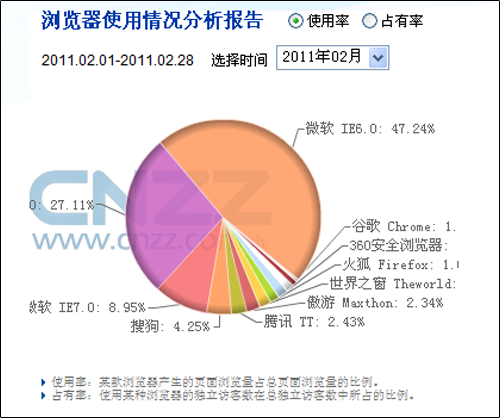 浏览器使用情况分析报告 使用率 占有率
2011.02.01-2011.02.28 选择时间 2011年02月
微软 IE6.0: 47.24%
CNZZ
0: 27.11%
www.cnzz.com
谷歌 Chrome: 1.
360安全浏览器:
火狐 Firefox: 1.
世界之窗 Theworld:
微软 IE7.0: 8.95%
傲游 Maxthon: 2.34%
搜狗: 4.25%
腾讯 TT: 2.43%
使用率: 某款浏览器产生的页面浏览量占总页面浏览量的比例。
占有率: 使用某种浏览器的独立访客数在总独立访客数中所占的比例。